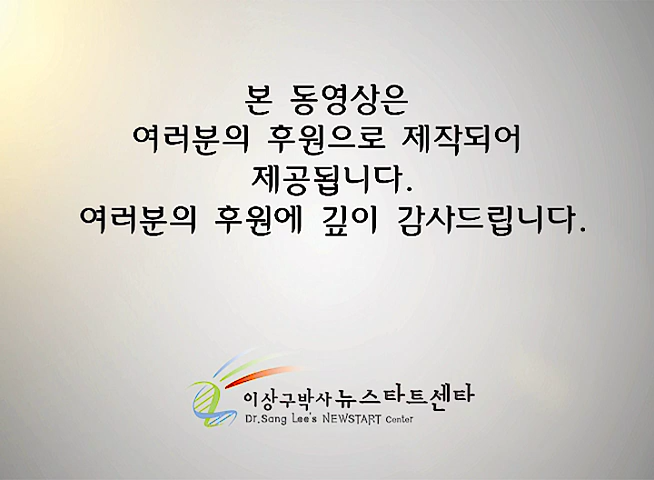 본 동영상은
여러분의 후원으로 제작되어
제공됩니다.
여러분의 후원에 깊이 감사드립니다.
이상구박사 뉴스타트센타
Dr.Sang Lee's NEWSTART Center